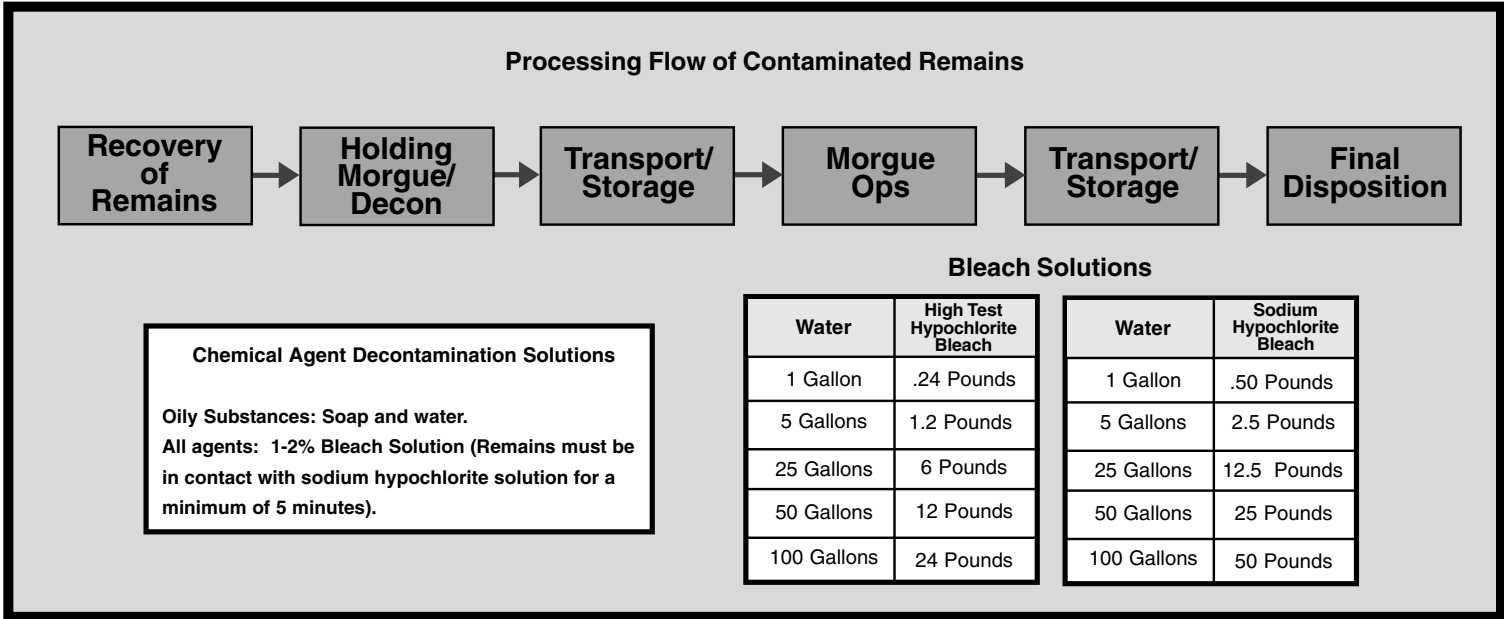 Processing Flow of Contaminated Remains
Recovery
of
Remains
Holding
Morgue/
Decon
Transport/
Storage
Morgue
Ops
Transport/
Storage
Final
Disposition
Chemical Agent Decontamination Solutions
Oily Substances: Soap and water.
All agents:  1-2% Bleach Solution (Remains must be
in contact with sodium hypochlorite solution for a
minimum of 5 minutes).
Bleach Solutions
Water
High Test
Hypochlorite
Bleach
1 Gallon .24 Pounds
5 Gallons 1.2 Pounds
25 Gallons 6 Pounds
50 Gallons 12 Pounds
100 Gallons 24 Pounds
Water
Sodium
Hypochlorite
Bleach
1 Gallon .50 Pounds
5 Gallons 2.5 Pounds
25 Gallons 12.5  Pounds
50 Gallons 25 Pounds
100 Gallons 50 Pounds